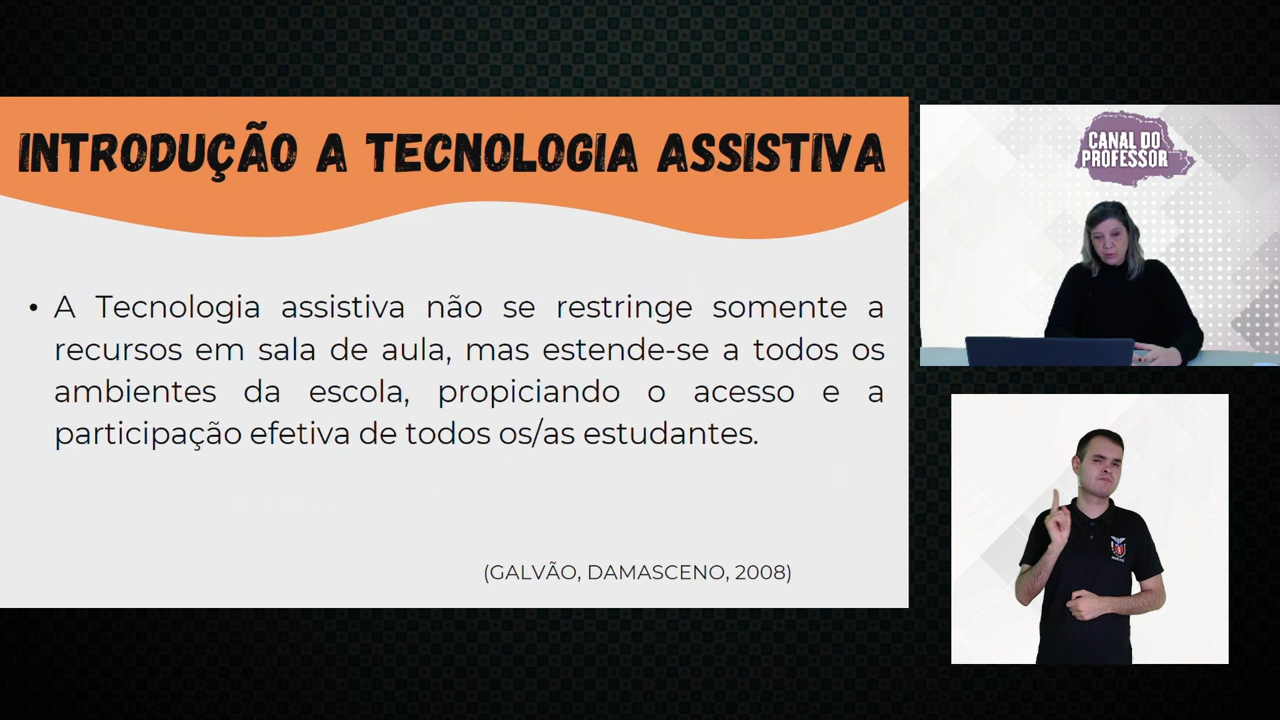 INTRODUÇÃO A TECNOLOGIA ASSISTIVA
• A Tecnologia assistiva não se restringe somente a
recursos em sala de aula, mas estende-se a todos os
ambientes da escola, propiciando o acesso e a
participação efetiva de todos os/as estudantes.
(GALVÃO, DAMASCENO, 2008)
CANAL DO
PROFESSOR